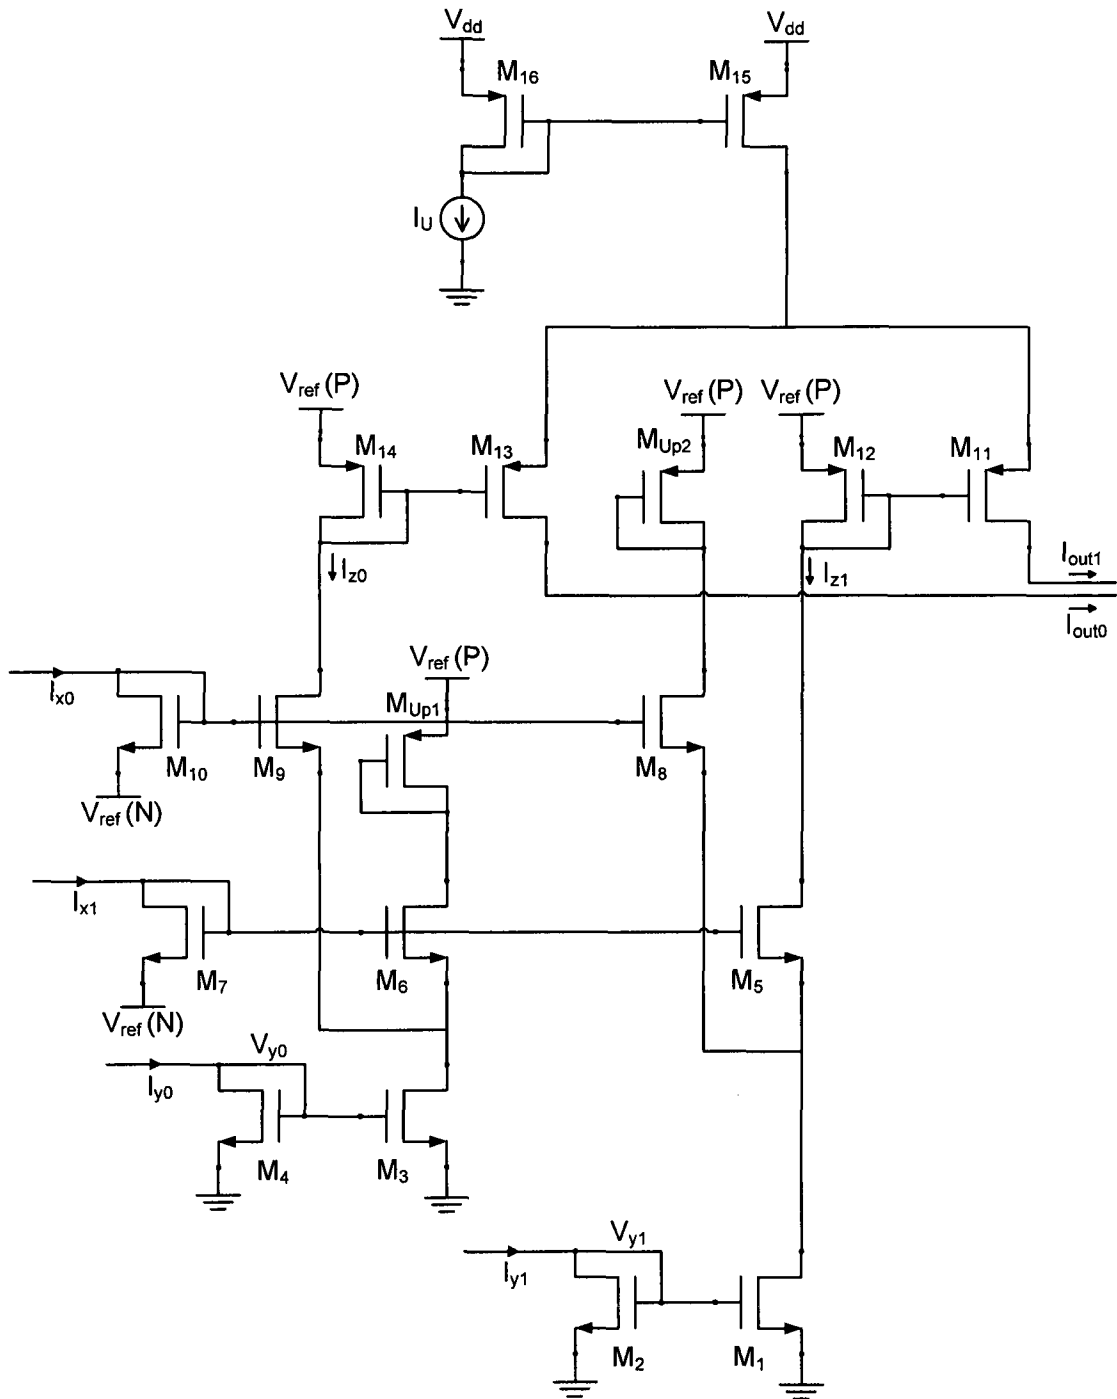 Vdd
Vdd
M16
M15
IU
Vref (P)
Vref (P)
Vref (P)
M14
M13
MUp2
M12
M11
Iz0
Iz1
Iout1
Iout0
Vref (P)
Ix0
MUp1
M10
M9
M8
Vref (N)
Ix1
M7
M6
M5
Vref (N)
Vy0
Iy0
M4
M3
Vy1
Iy1
M2
M1